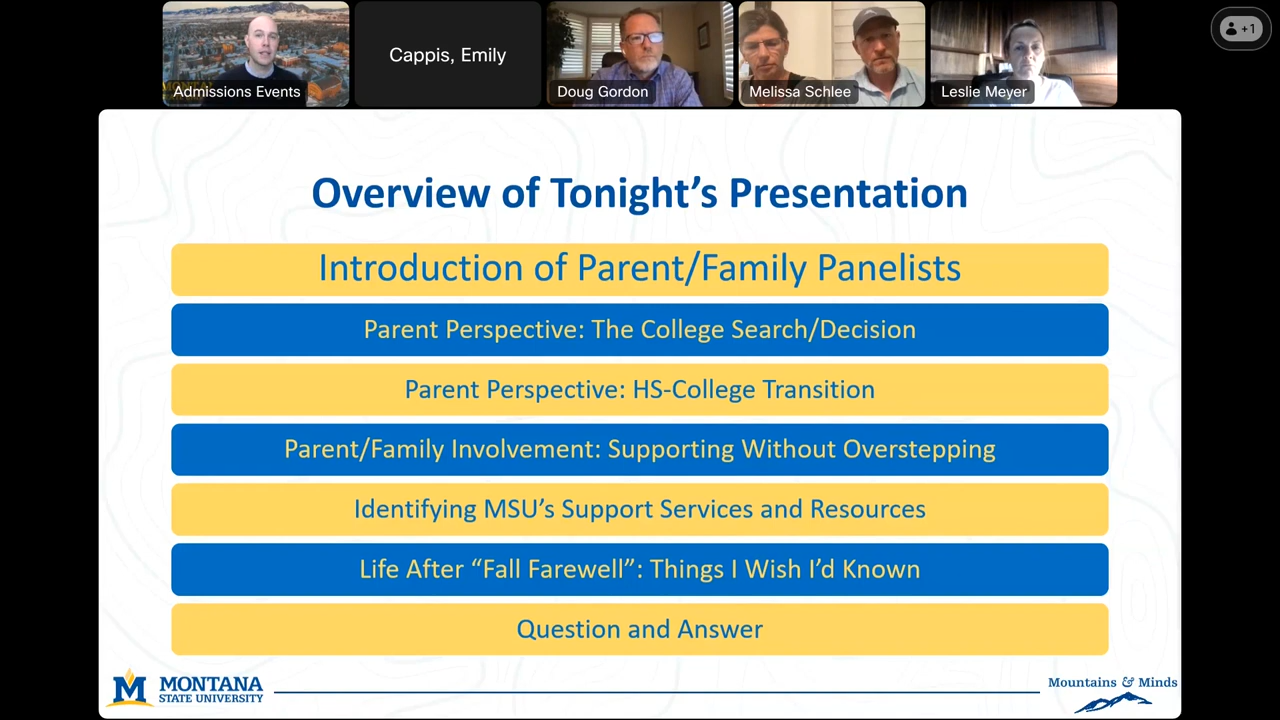 Admissions Events
Cappis, Emily
Doug Gordon
Melissa Schlee
Leslie Meyer
+1
Overview of Tonight’s Presentation
Introduction of Parent/Family Panelists
Parent Perspective: The College Search/Decision
Parent Perspective: HS-College Transition
Parent/Family Involvement: Supporting Without Overstepping
Identifying MSU’s Support Services and Resources
Life After “Fall Farewell”: Things I Wish I’d Known
Question and Answer
M MONTANA
STATE UNIVERSITY
Mountains & Minds